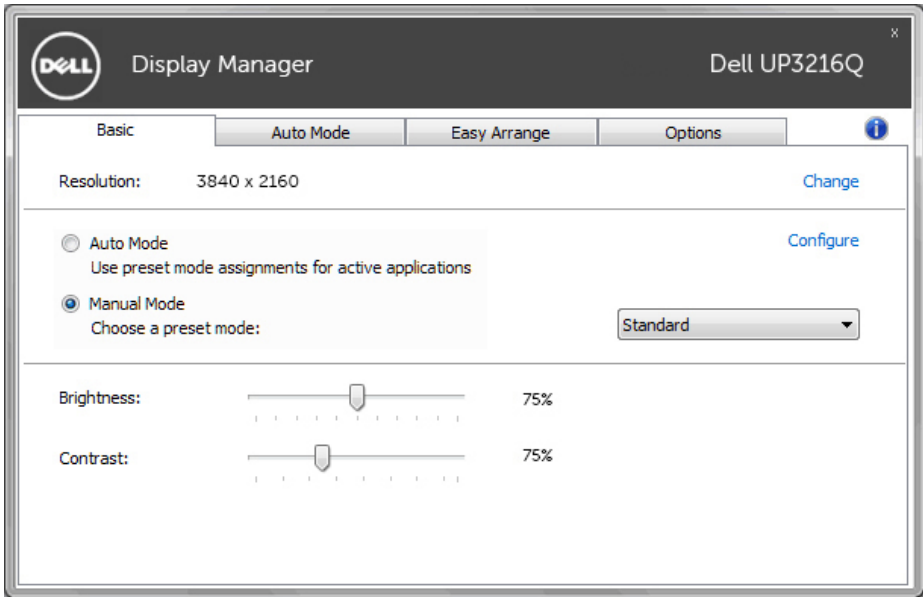 DELL Display Manager Dell UP3216Q x
Basic Auto Mode Easy Arrange Options i
Resolution: 3840 x 2160 Change
Auto Mode Configure
Use preset mode assignments for active applications
Manual Mode
Choose a preset mode: Standard
Brightness: 75%
Contrast: 75%